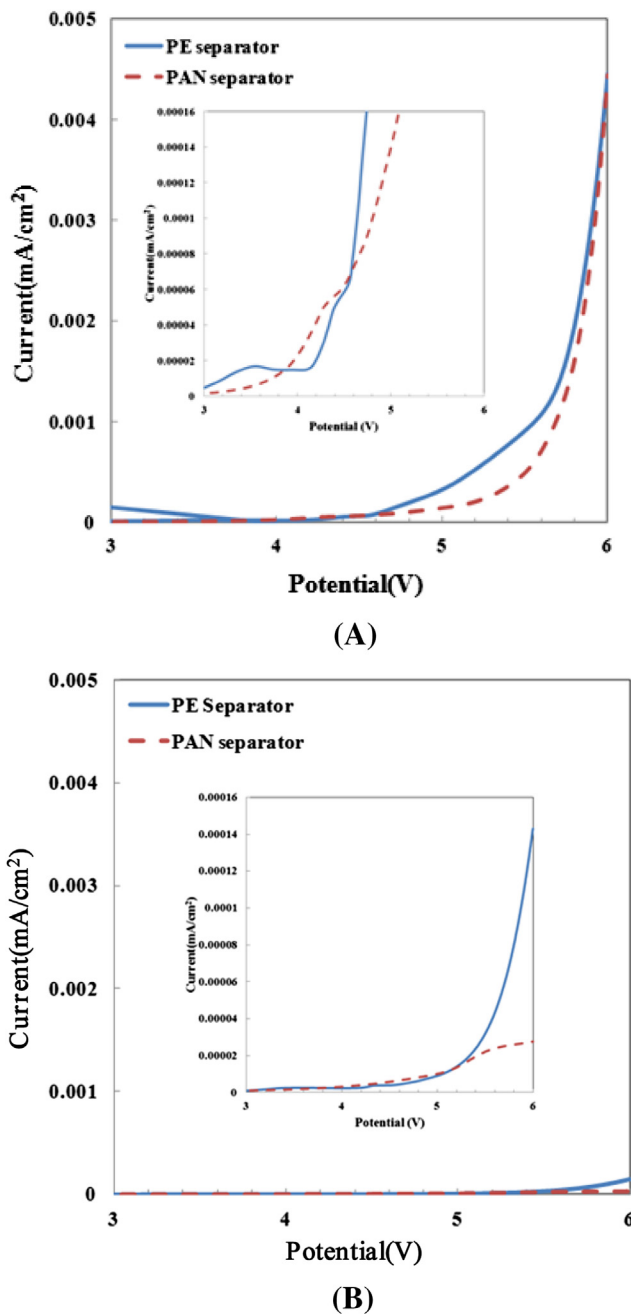 0.005
PE separator
PAN separator
0.004
0.003
0.002
0.001
0
Current(mA/cm²)
0.00016
0.00014
0.00012
0.0001
0.00008
0.00006
0.00004
0.00002
0
Current(mA/cm²)
3 4 5 6
Potential (V)
3 4 5 6
Potential(V)
(A)
0.005
PE Separator
PAN separator
0.004
0.003
0.002
0.001
0
Current(mA/cm²)
0.00016
0.00014
0.00012
0.0001
0.00008
0.00006
0.00004
0.00002
0
Current(mA/cm²)
3 4 5 6
Potential (V)
3 4 5 6
Potential(V)
(B)